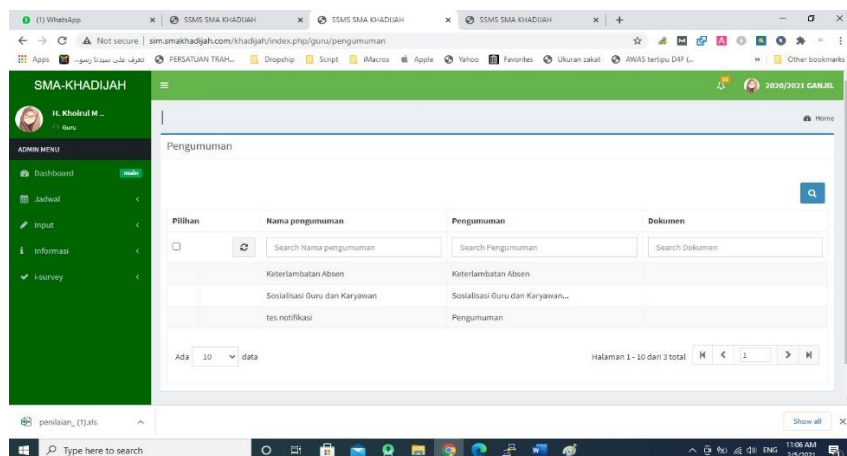 (1) WhatsApp
SSMS SMA KHADIJAH
SSMS SMA KHADIJAH
SSMS SMA KHADIJAH
Not secure | sim.smakhadijah.com/khadijah/index.php/guru/pengumuman
Apps
PERSATUAN TRAH...
Dropship
Script
iMacros
Apple
Yahoo
Favorites
Ukuran zakat
AWAS tertipu D4F (...
Other bookmarks
SMA-KHADIJAH
2020/2021 GANJIL
H. Khoirul M ..
Guru
Home
ADMIN MENU
Dashboard
main
Jadwal
Input
Informasi
i-survey
Pengumuman
Pilihan
Nama pengumuman
Pengumuman
Dokumen
Search Nama pengumuman
Search Pengumuman
Search Dokumen
Keterlambatan Absen
Keterlambatan Absen
Sosialisasi Guru dan Karyawan
Sosialisasi Guru dan Karyawan...
tes notifikasi
Pengumuman
Ada 10 data
Halaman 1 - 10 dari 3 total
1
penilaian_ (1).xls
Show all
Type here to search
ENG
11:06 AM
2/5/2021